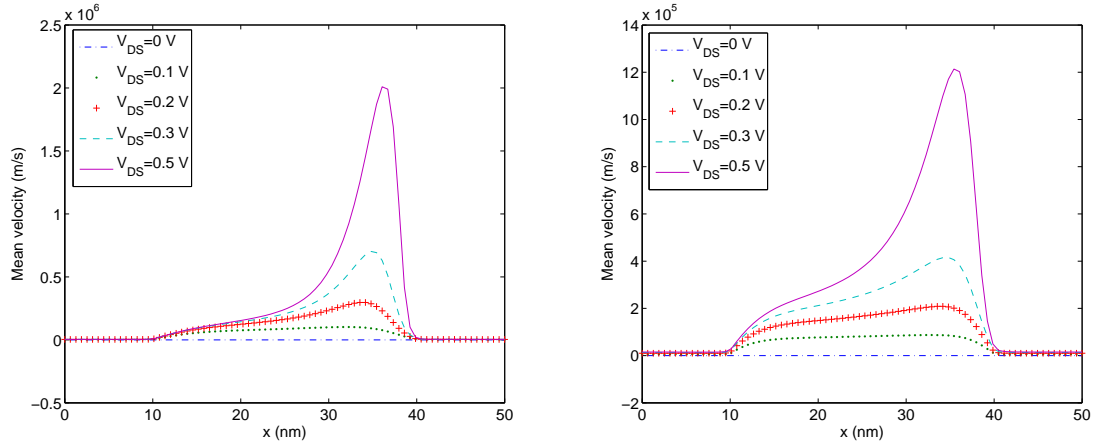 x 10^6
2.5
2
1.5
1
0.5
0
−0.5
Mean velocity (m/s)
V_DS=0 V
V_DS=0.1 V
V_DS=0.2 V
V_DS=0.3 V
V_DS=0.5 V
0 10 20 30 40 50
x (nm)
x 10^5
14
12
10
8
6
4
2
0
−2
Mean velocity (m/s)
V_DS=0 V
V_DS=0.1 V
V_DS=0.2 V
V_DS=0.3 V
V_DS=0.5 V
0 10 20 30 40 50
x (nm)